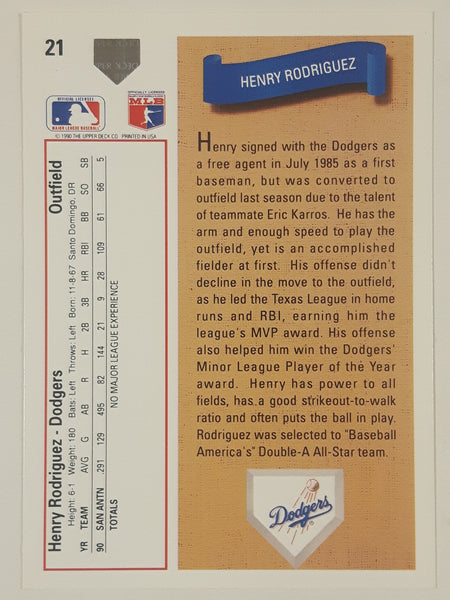 21
OFFICIAL LICENSEE
MAJOR LEAGUE BASEBALL
OFFICIALLY LICENSED
MLB
© 1990 THE UPPER DECK CO. PRINTED IN USA
HENRY RODRIGUEZ
Henry signed with the Dodgers as
a free agent in July 1985 as a first
baseman, but was converted to
outfield last season due to the talent
of teammate Eric Karros. He has the
arm and enough speed to play the
outfield, yet is an accomplished
fielder at first. His offense didn't
decline in the move to the outfield,
as he led the Texas League in home
runs and RBI, earning him the
league's MVP award. His offense
also helped him win the Dodgers'
Minor League Player of the Year
award. Henry has power to all
fields, has a good strikeout-to-walk
ratio and often puts the ball in play.
Rodriguez was selected to "Baseball
America's" Double-A All-Star team.
Dodgers
Henry Rodriguez - Dodgers Outfield
Height: 6-1 Weight: 180 Bats: Left Throws: Left Born: 11-8-67 Santo Domingo, DR
YR TEAM AVG G AB R H 2B 3B HR RBI BB SO SB
90 SAN ANTN .291 129 495 82 144 21 9 28 109 61 66 5
TOTALS NO MAJOR LEAGUE EXPERIENCE